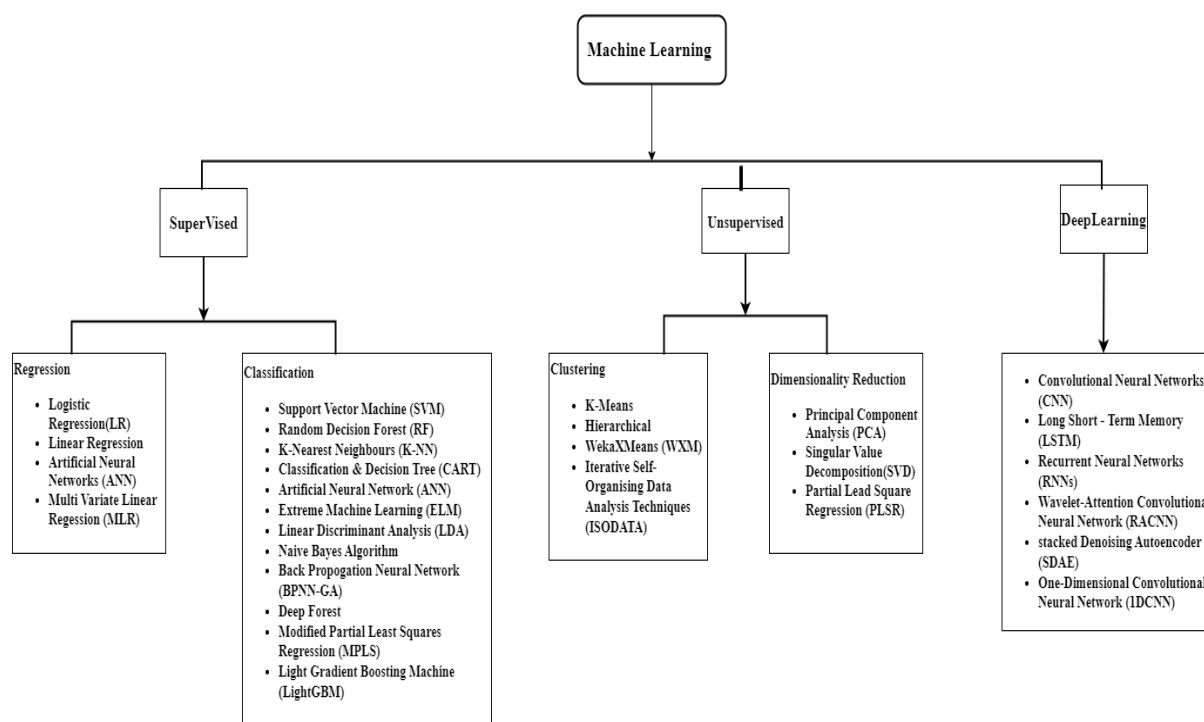 Machine Learning
SuperVised
Unsupervised
DeepLearning
Regression
• Logistic
Regression(LR)
• Linear Regression
• Artificial Neural
Networks (ANN)
• Multi Variate Linear
Regession (MLR)
Classification
• Support Vector Machine (SVM)
• Random Decision Forest (RF)
• K-Nearest Neighbours (K-NN)
• Classification & Decision Tree (CART)
• Artificial Neural Network (ANN)
• Extreme Machine Learning (ELM)
• Linear Discriminant Analysis (LDA)
• Naive Bayes Algorithm
• Back Propogation Neural Network
(BPNN-GA)
• Deep Forest
• Modified Partial Least Squares
Regression (MPLS)
• Light Gradient Boosting Machine
(LightGBM)
Clustering
• K-Means
• Hierarchical
• WekaXMeans (WXM)
• Iterative Self-
Organising Data
Analysis Techniques
(ISODATA)
Dimensionality Reduction
• Principal Component
Analysis (PCA)
• Singular Value
Decomposition(SVD)
• Partial Lead Square
Regression (PLSR)
• Convolutional Neural Networks
(CNN)
• Long Short - Term Memory
(LSTM)
• Recurrent Neural Networks
(RNNs)
• Wavelet-Attention Convolutiona
Neural Network (RACNN)
• stacked Denoising Autoencoder
(SDAE)
• One-Dimensional Convolutional
Neural Network (1DCNN)